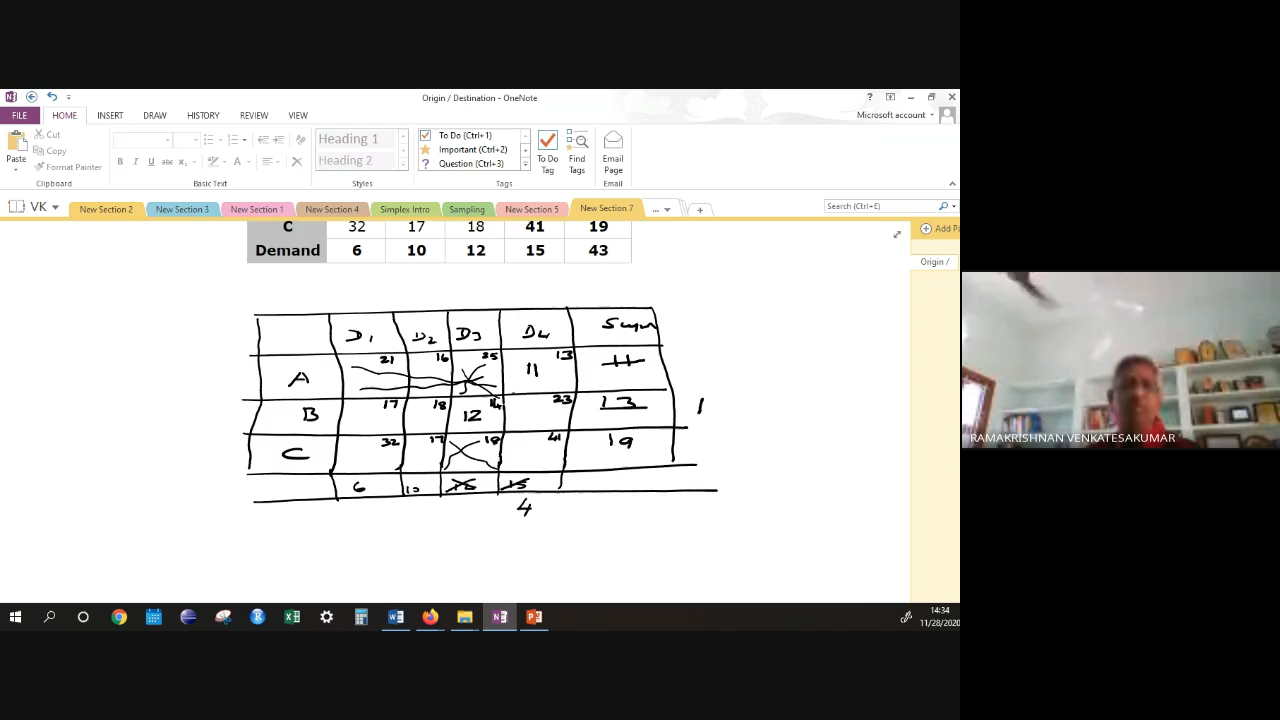 Origin / Destination - OneNote
FILE HOME INSERT DRAW HISTORY REVIEW VIEW
Microsoft account
Paste
Cut
Copy
Format Painter
Clipboard
B I U abc x₂ A
Basic Text
Heading 1
Heading 2
Styles
To Do (Ctrl+1)
Important (Ctrl+2)
Question (Ctrl+3)
Tags
To Do Tag
Find Tags
Email Page
Email
VK New Section 2 New Section 3 New Section 1 New Section 4 Simplex Intro Sampling New Section 5 New Section 7 ... +
Search (Ctrl+E)
Add Pa
Origin /
C 32 17 18 41 19
Demand 6 10 12 15 43
D1 D2 D3 D4
A 21 16 25 11 13 11
B 17 18 12 14 23 13 1
C 32 17 18 41 19
6 10 12 15
4
RAMAKRISHNAN VENKATESAKUMAR
14:34
11/28/2020